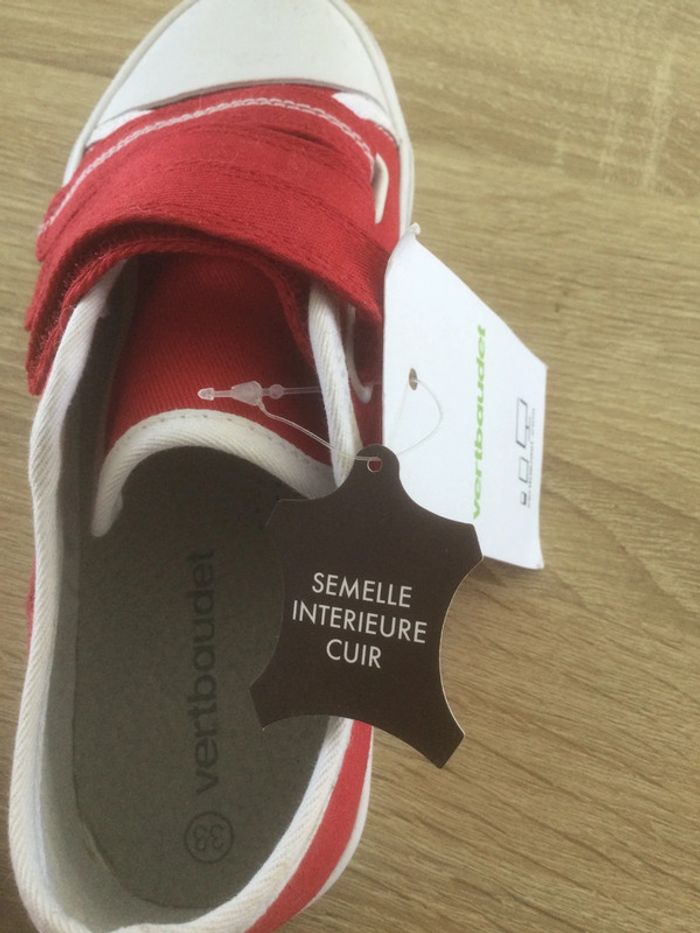 vertbaudet
SEMELLE
INTERIEURE
CUIR
vertbaudet
33